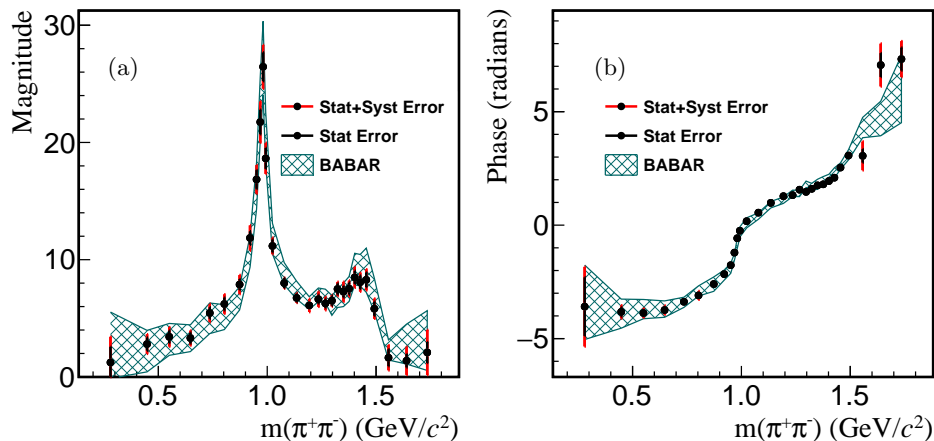 Magnitude
30
20
10
0
(a)
Stat+Syst Error
Stat Error
BABAR
0.5
1.0
1.5
m(π⁺π⁻) (GeV/c²)
Phase (radians)
5
0
−5
(b)
Stat+Syst Error
Stat Error
BABAR
0.5
1.0
1.5
m(π⁺π⁻) (GeV/c²)